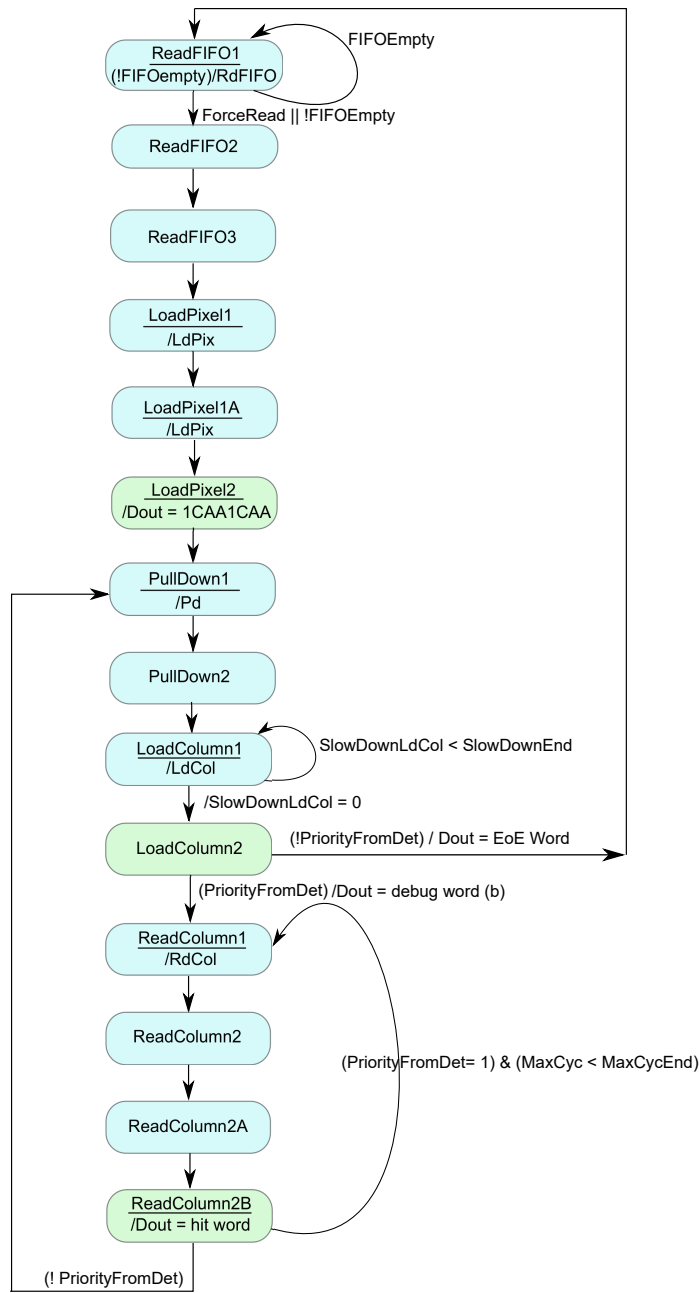 ReadFIFO1
(!FIFOempty)/RdFIFO
FIFOEmpty
ForceRead || !FIFOEmpty
ReadFIFO2
ReadFIFO3
LoadPixel1
/LdPix
LoadPixel1A
/LdPix
LoadPixel2
/Dout = 1CAA1CAA
PullDown1
/Pd
PullDown2
LoadColumn1
/LdCol
SlowDownLdCol < SlowDownEnd
/SlowDownLdCol = 0
LoadColumn2
(!PriorityFromDet) / Dout = EoE Word
(PriorityFromDet) /Dout = debug word (b)
ReadColumn1
/RdCol
ReadColumn2
(PriorityFromDet= 1) & (MaxCyc < MaxCycEnd)
ReadColumn2A
ReadColumn2B
/Dout = hit word
(! PriorityFromDet)